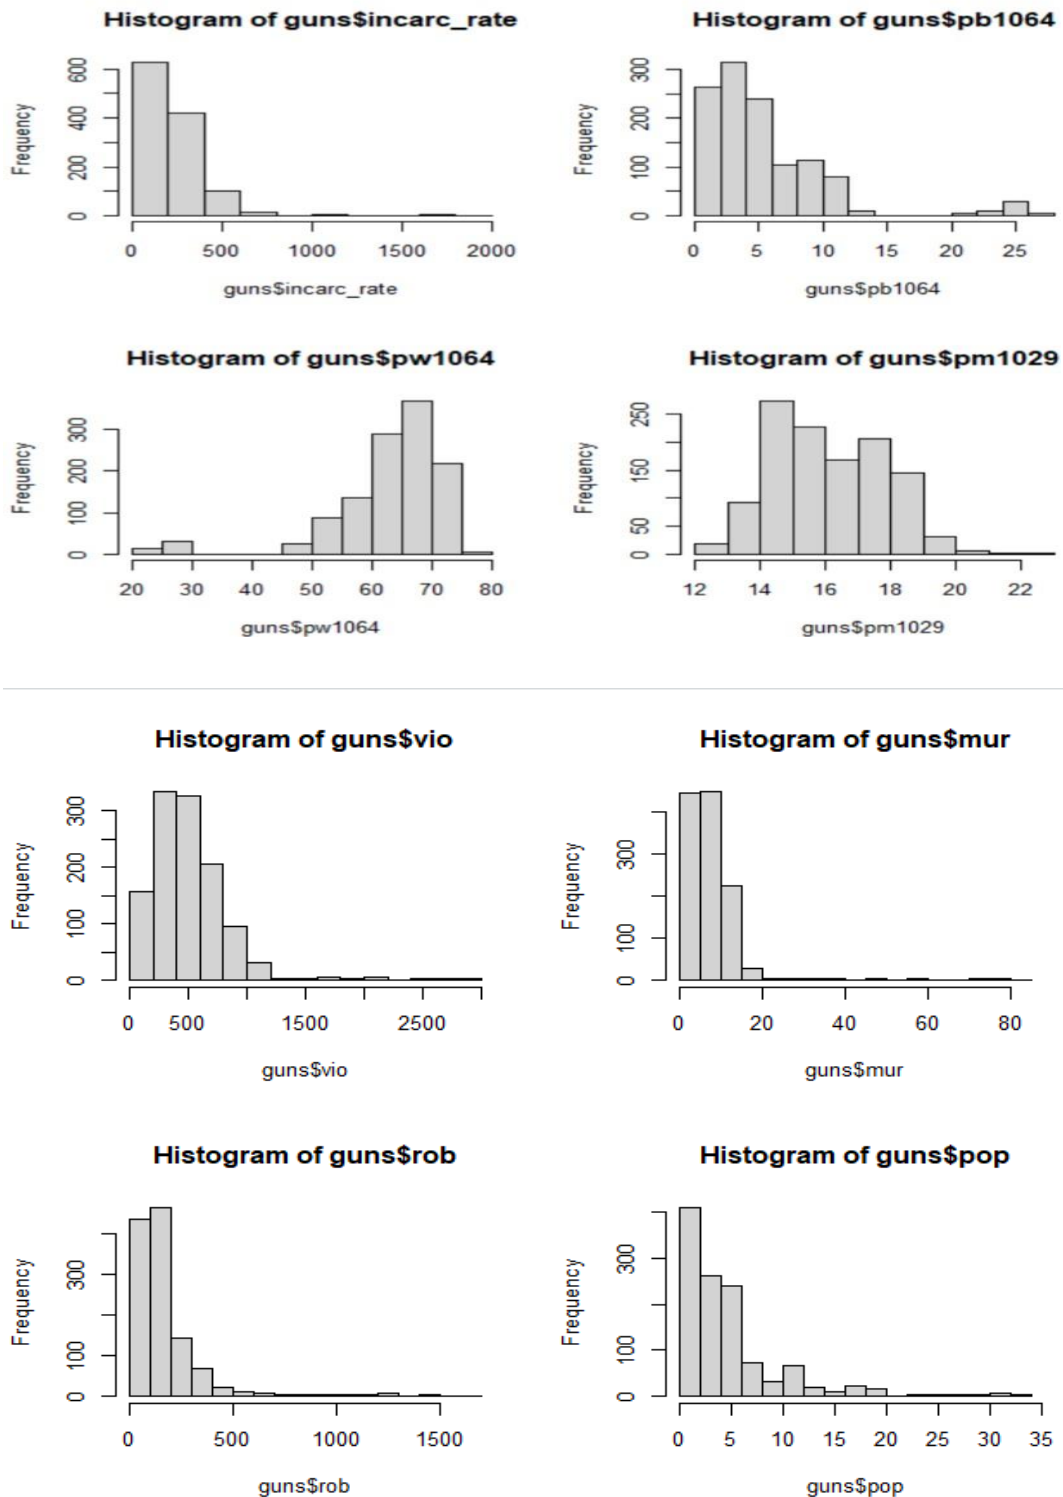 Histogram of guns$incarc_rate
Frequency
0 200 400 600
0 500 1000 1500 2000
guns$incarc_rate
Histogram of guns$pb1064
Frequency
0 100 200 300
0 5 10 15 20 25
guns$pb1064
Histogram of guns$pw1064
Frequency
0 100 200 300
20 30 40 50 60 70 80
guns$pw1064
Histogram of guns$pm1029
Frequency
0 50 150 250
12 14 16 18 20 22
guns$pm1029
Histogram of guns$vio
Frequency
0 100 200 300
0 500 1500 2500
guns$vio
Histogram of guns$mur
Frequency
0 100 300
0 20 40 60 80
guns$mur
Histogram of guns$rob
Frequency
0 100 300
0 500 1000 1500
guns$rob
Histogram of guns$pop
Frequency
0 100 300
0 5 10 15 20 25 30 35
guns$pop